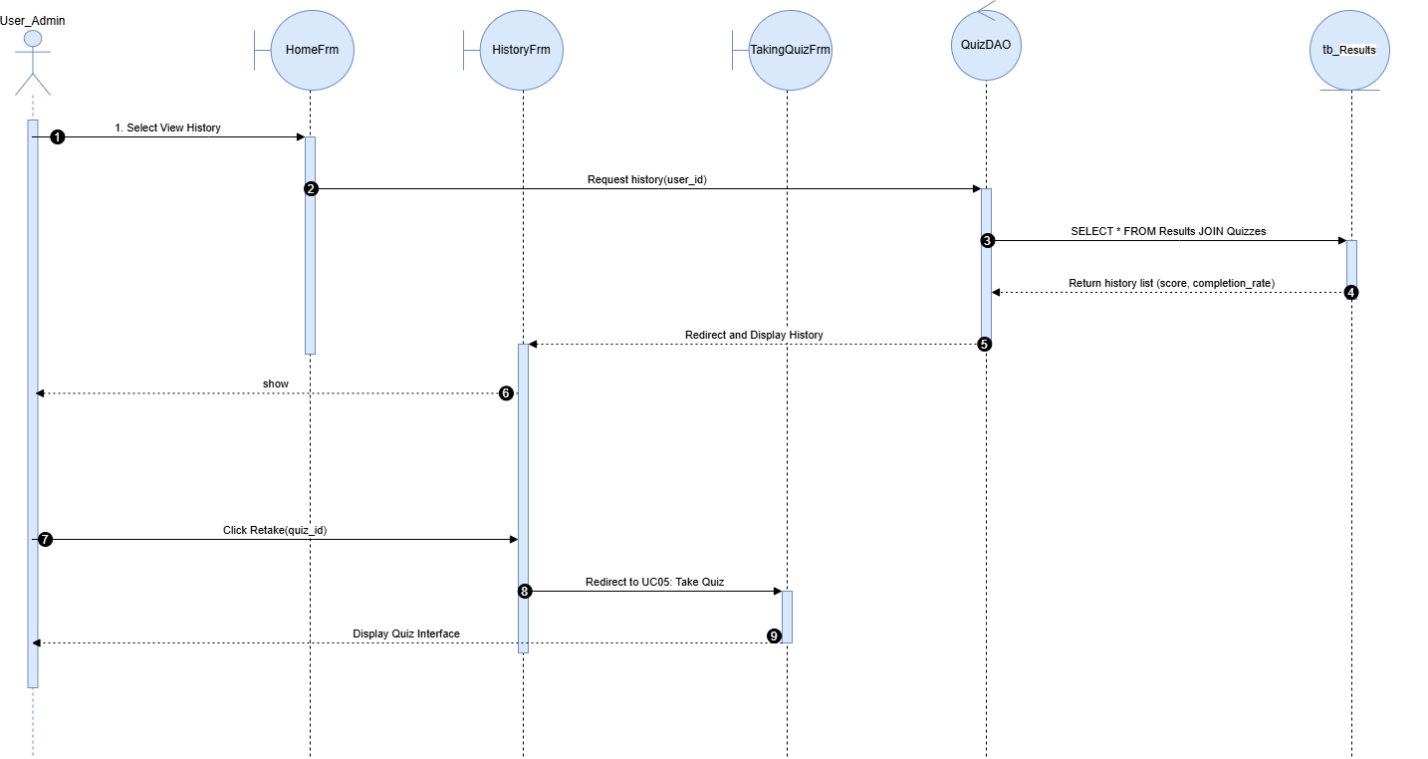 User_Admin
HomeFrm
HistoryFrm
TakingQuizFrm
QuizDAO
tb_Results
1
1. Select View History
2
Request history(user_id)
3
SELECT * FROM Results JOIN Quizzes
Return history list (score, completion_rate)
4
Redirect and Display History
5
show
6
7
Click Retake(quiz_id)
8
Redirect to UC05: Take Quiz
Display Quiz Interface
9